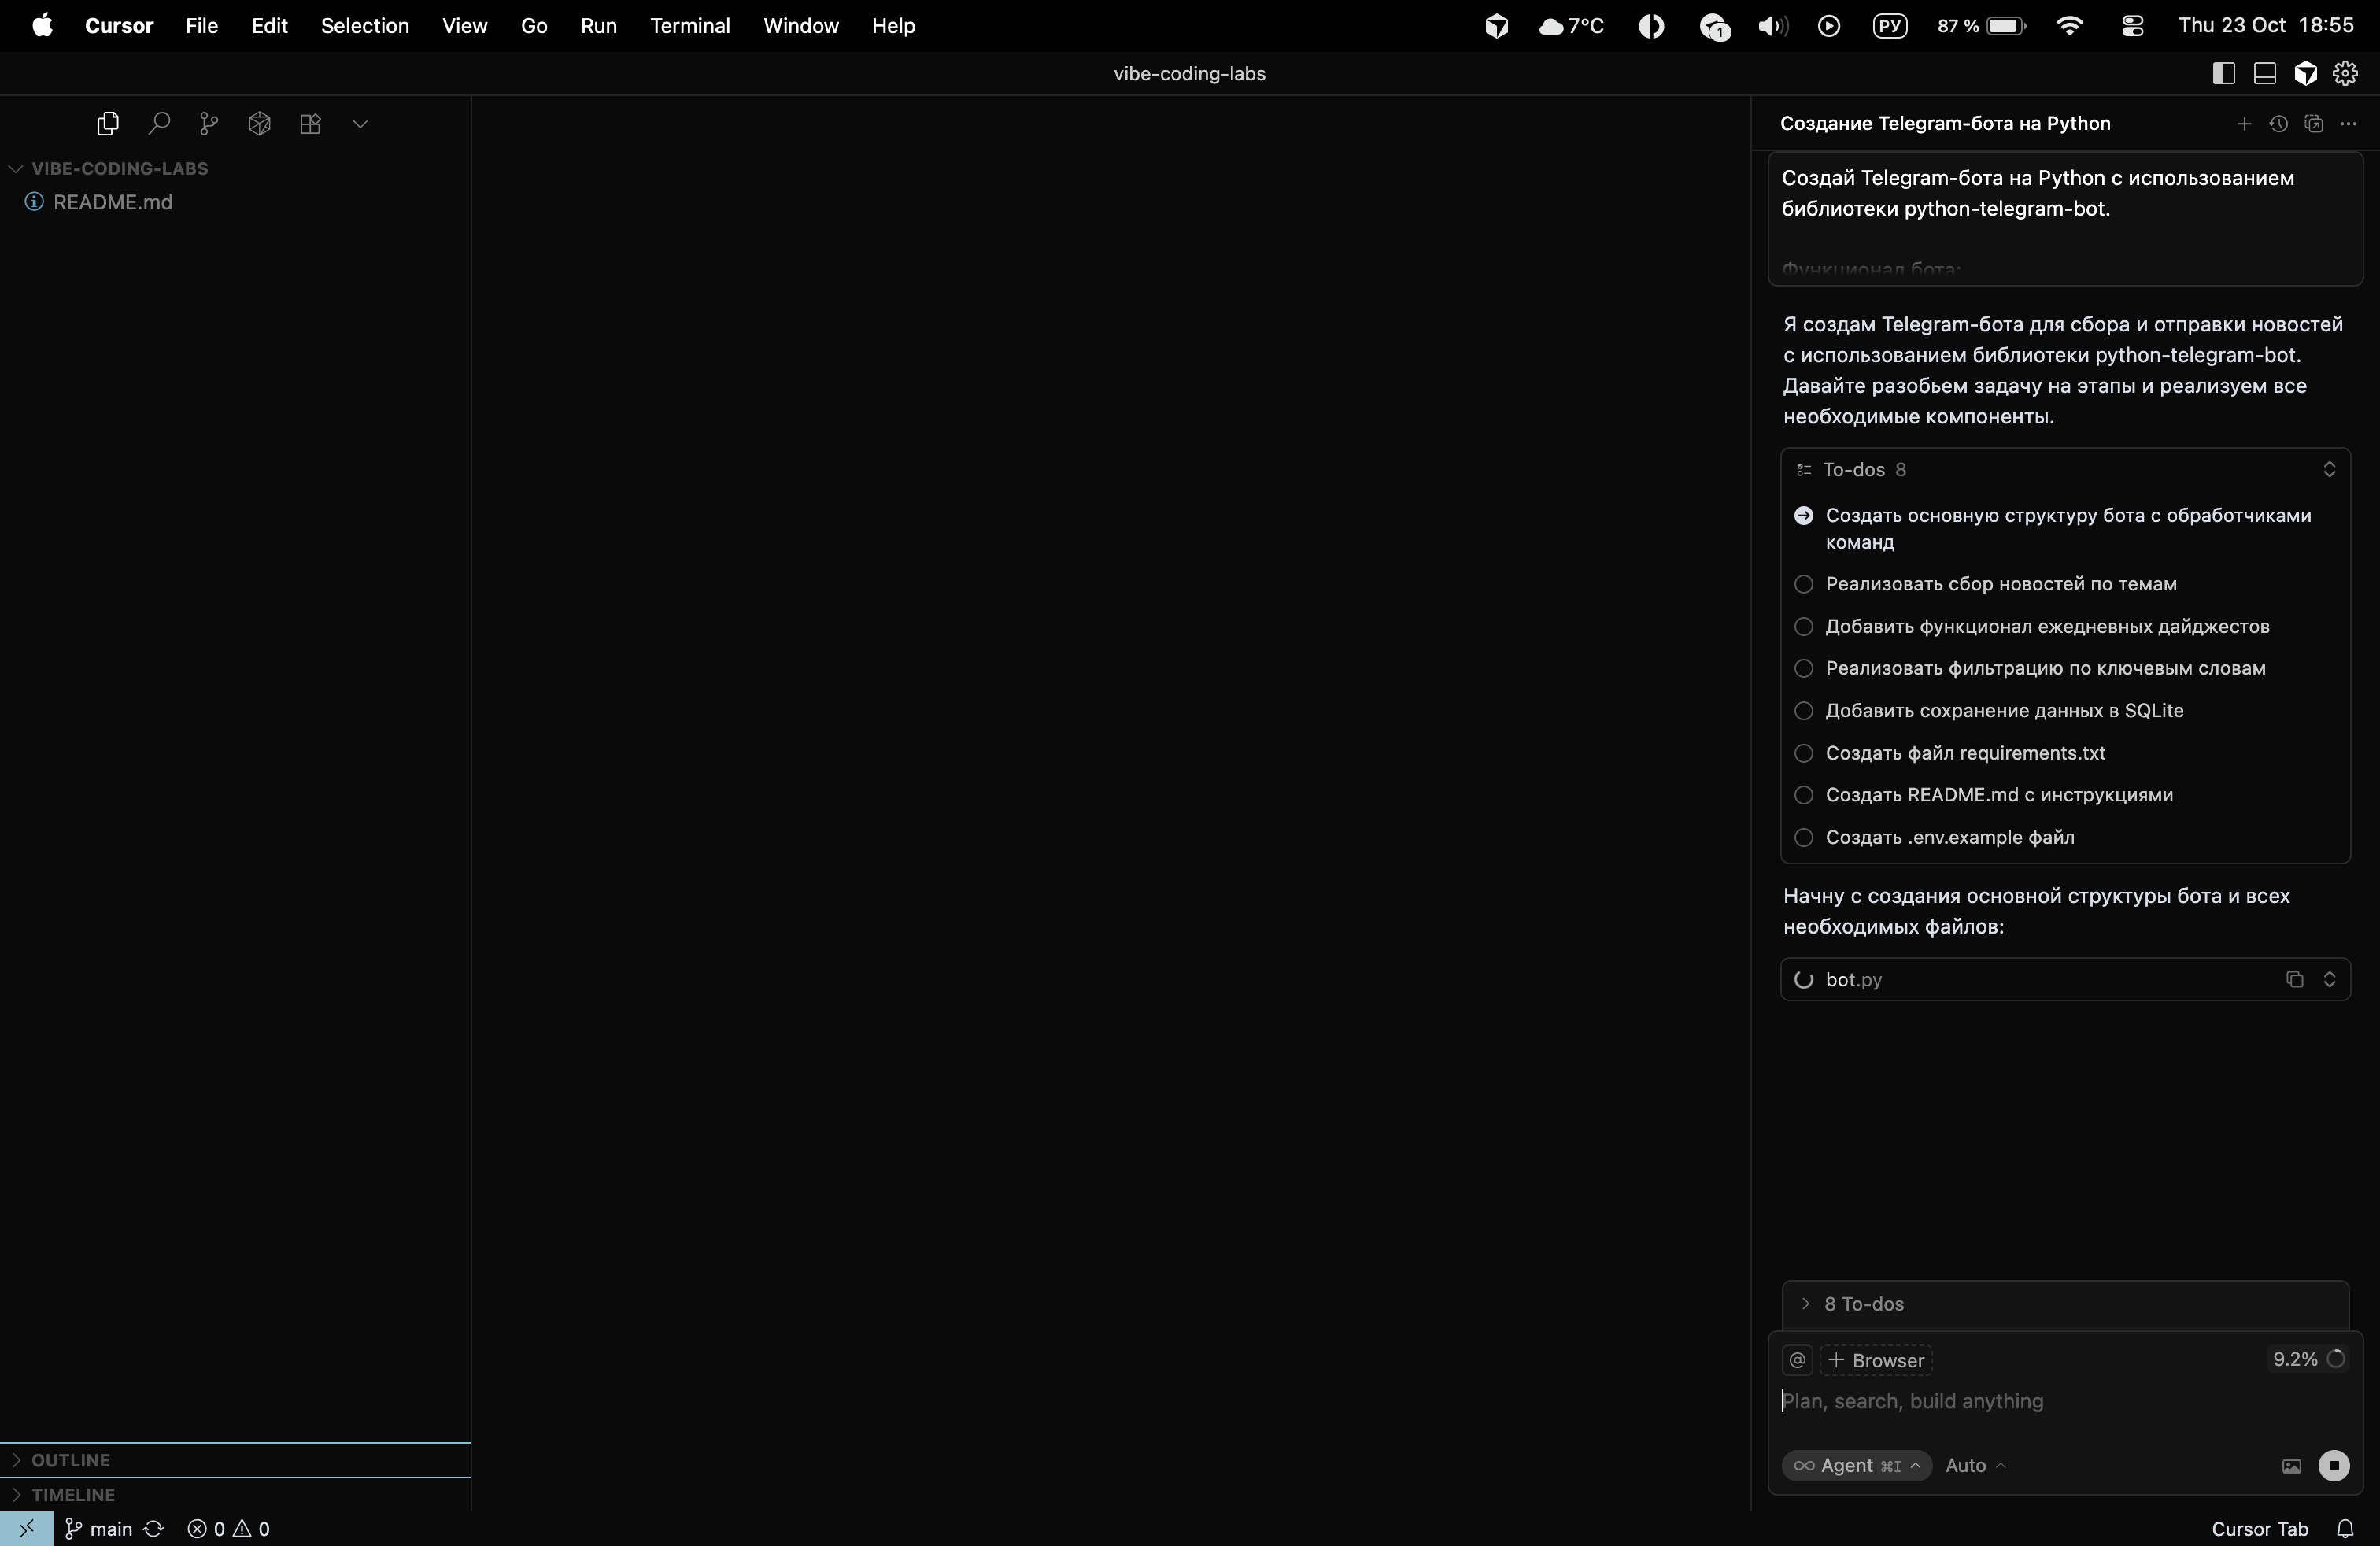 Cursor File Edit Selection View Go Run Terminal Window Help
7°C 1 РУ 87 % Thu 23 Oct 18:55
vibe-coding-labs
VIBE-CODING-LABS
README.md
OUTLINE
TIMELINE
Создание Telegram-бота на Python
Создай Telegram-бота на Python с использованием
библиотеки python-telegram-bot.
Функционал бота:
Я создам Telegram-бота для сбора и отправки новостей
с использованием библиотеки python-telegram-bot.
Давайте разобьем задачу на этапы и реализуем все
необходимые компоненты.
To-dos 8
Создать основную структуру бота с обработчиками
команд
Реализовать сбор новостей по темам
Добавить функционал ежедневных дайджестов
Реализовать фильтрацию по ключевым словам
Добавить сохранение данных в SQLite
Создать файл requirements.txt
Создать README.md с инструкциями
Создать .env.example файл
Начну с создания основной структуры бота и всех
необходимых файлов:
bot.py
8 To-dos
@ + Browser 9.2%
Plan, search, build anything
Agent ⌘I Auto
main 0 0 Cursor Tab